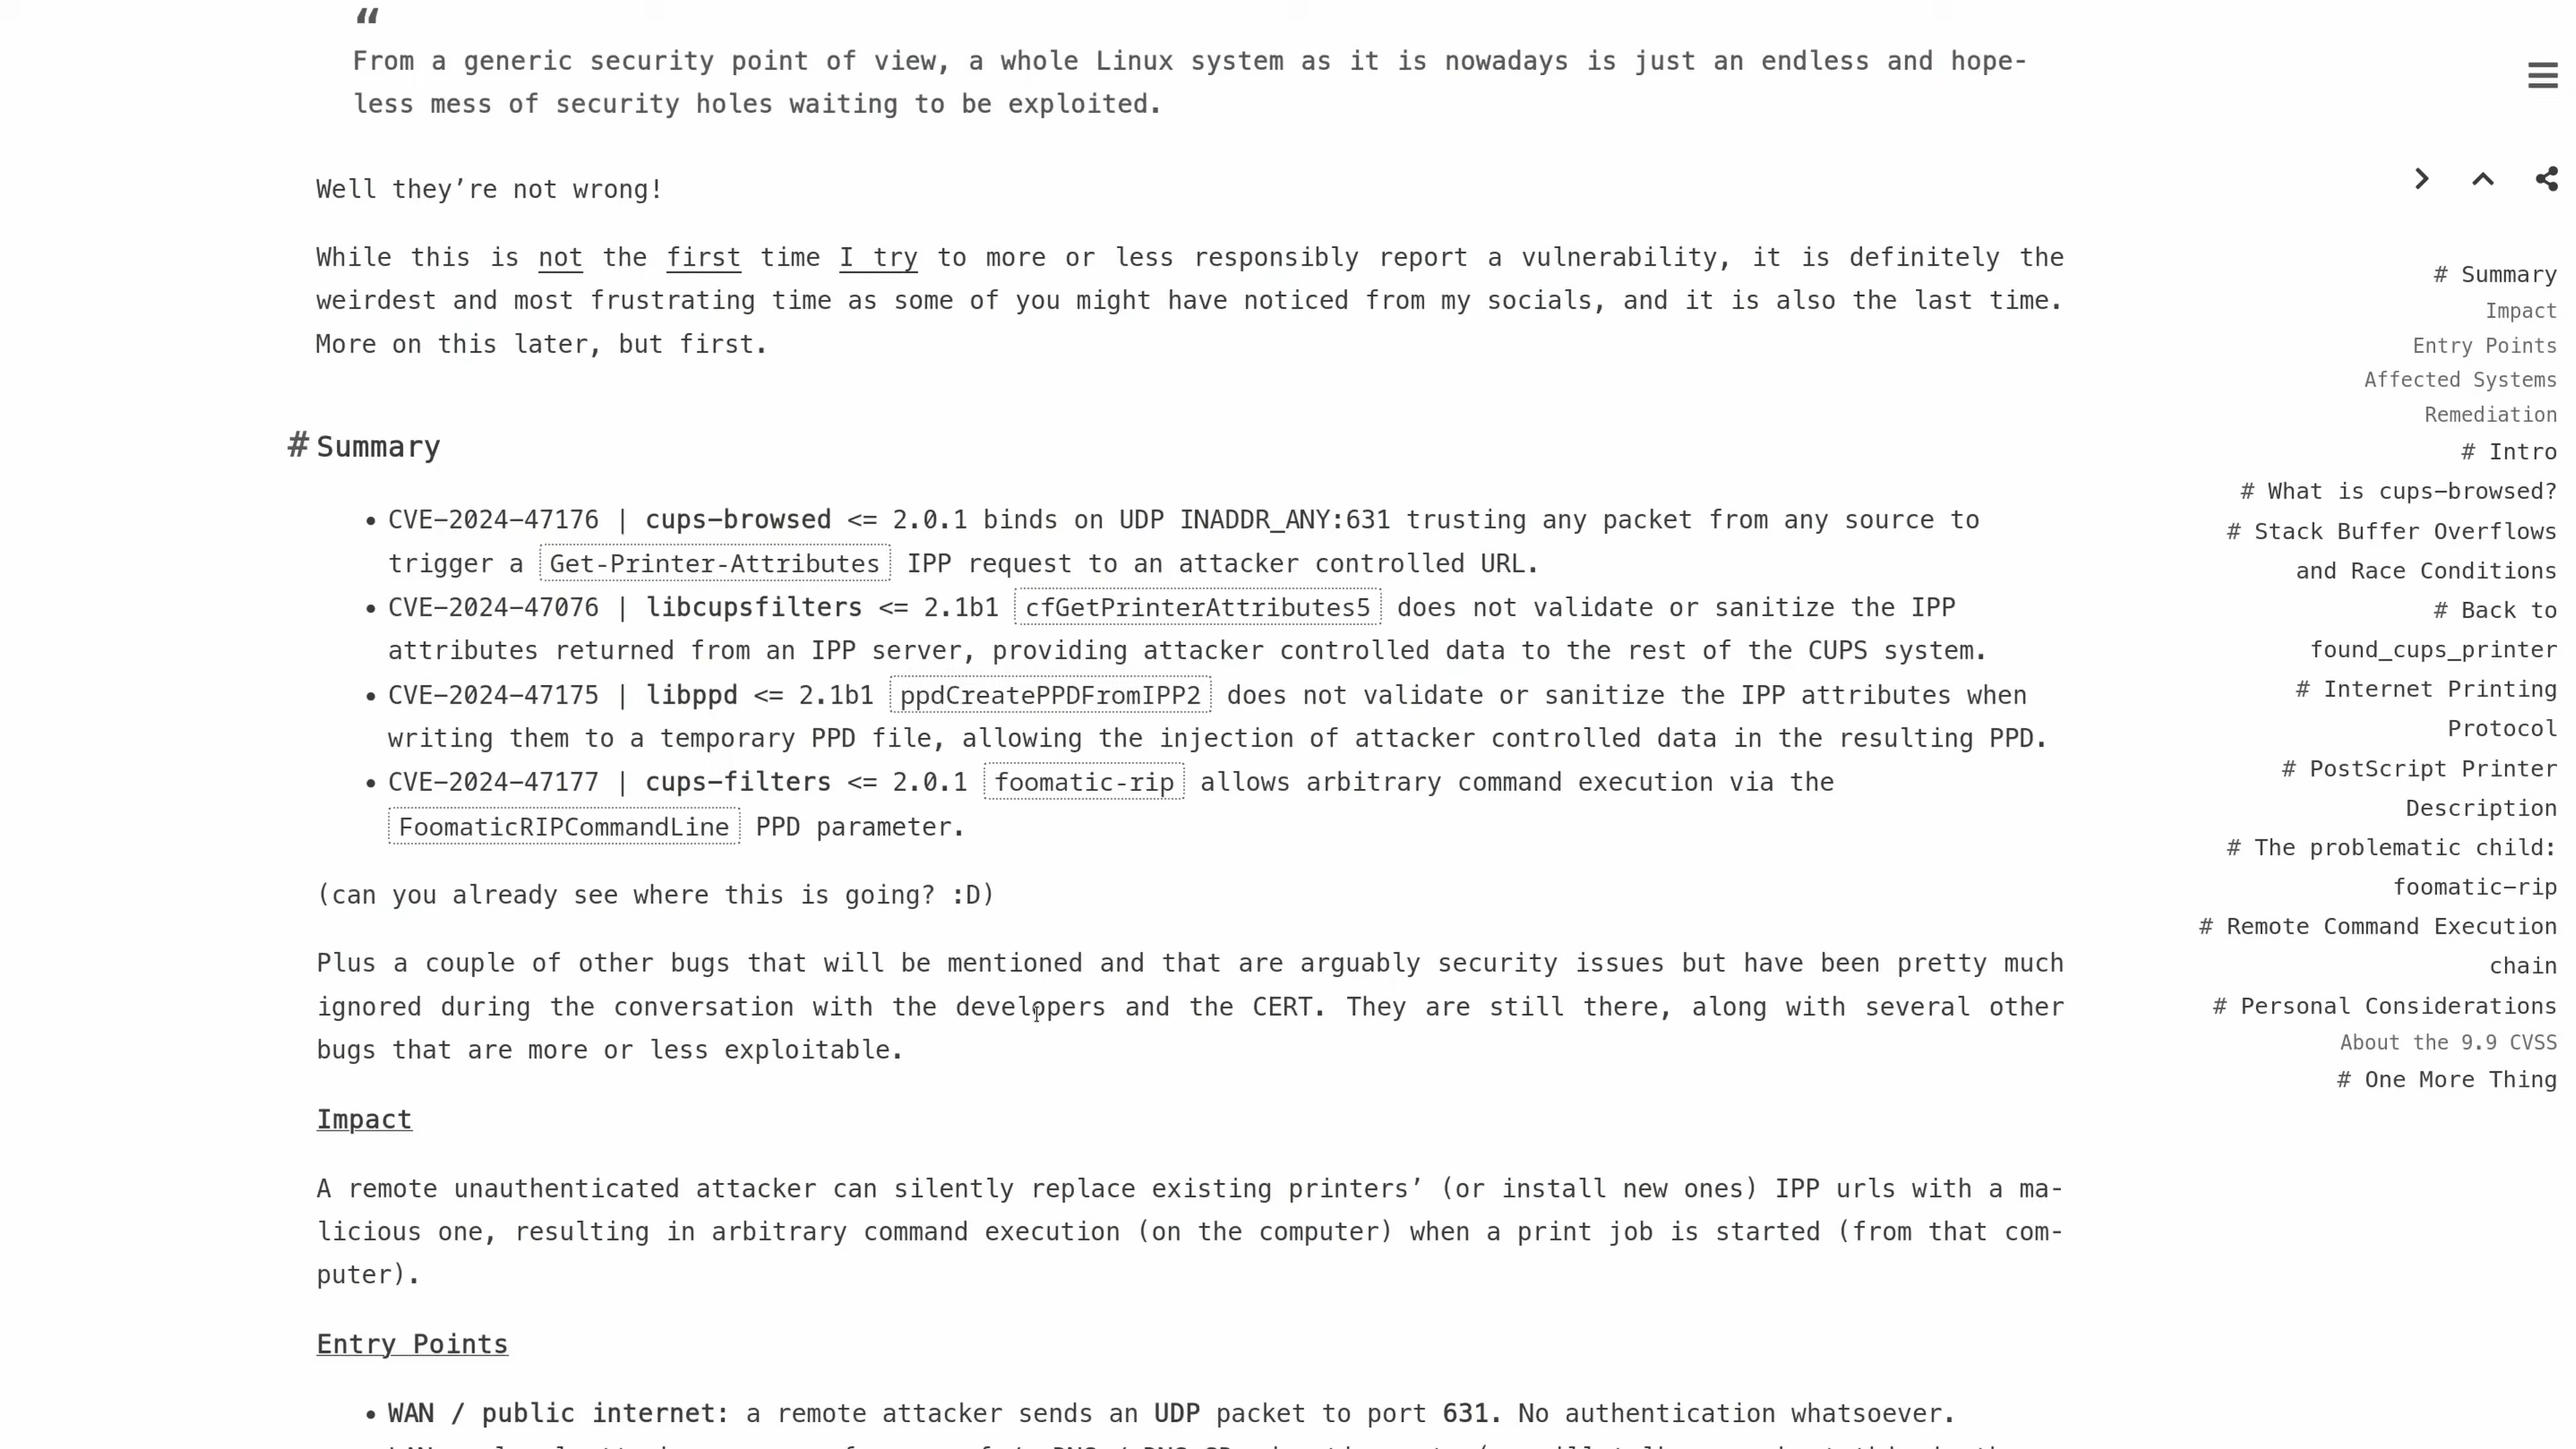 “
From a generic security point of view, a whole Linux system as it is nowadays is just an endless and hope-
less mess of security holes waiting to be exploited.
Well they’re not wrong!
While this is not the first time I try to more or less responsibly report a vulnerability, it is definitely the
weirdest and most frustrating time as some of you might have noticed from my socials, and it is also the last time.
More on this later, but first.
# Summary
• CVE-2024-47176 | cups-browsed <= 2.0.1 binds on UDP INADDR_ANY:631 trusting any packet from any source to
trigger a Get-Printer-Attributes IPP request to an attacker controlled URL.
• CVE-2024-47076 | libcupsfilters <= 2.1b1 cfGetPrinterAttributes5 does not validate or sanitize the IPP
attributes returned from an IPP server, providing attacker controlled data to the rest of the CUPS system.
• CVE-2024-47175 | libppd <= 2.1b1 ppdCreatePPDFromIPP2 does not validate or sanitize the IPP attributes when
writing them to a temporary PPD file, allowing the injection of attacker controlled data in the resulting PPD.
• CVE-2024-47177 | cups-filters <= 2.0.1 foomatic-rip allows arbitrary command execution via the
FoomaticRIPCommandLine PPD parameter.
(can you already see where this is going? :D)
Plus a couple of other bugs that will be mentioned and that are arguably security issues but have been pretty much
ignored during the conversation with the developers and the CERT. They are still there, along with several other
bugs that are more or less exploitable.
Impact
A remote unauthenticated attacker can silently replace existing printers’ (or install new ones) IPP urls with a ma-
licious one, resulting in arbitrary command execution (on the computer) when a print job is started (from that com-
puter).
Entry Points
• WAN / public internet: a remote attacker sends an UDP packet to port 631. No authentication whatsoever.
# Summary
Impact
Entry Points
Affected Systems
Remediation
# Intro
# What is cups-browsed?
# Stack Buffer Overflows
and Race Conditions
# Back to
found_cups_printer
# Internet Printing
Protocol
# PostScript Printer
Description
# The problematic child:
foomatic-rip
# Remote Command Execution
chain
# Personal Considerations
About the 9.9 CVSS
# One More Thing